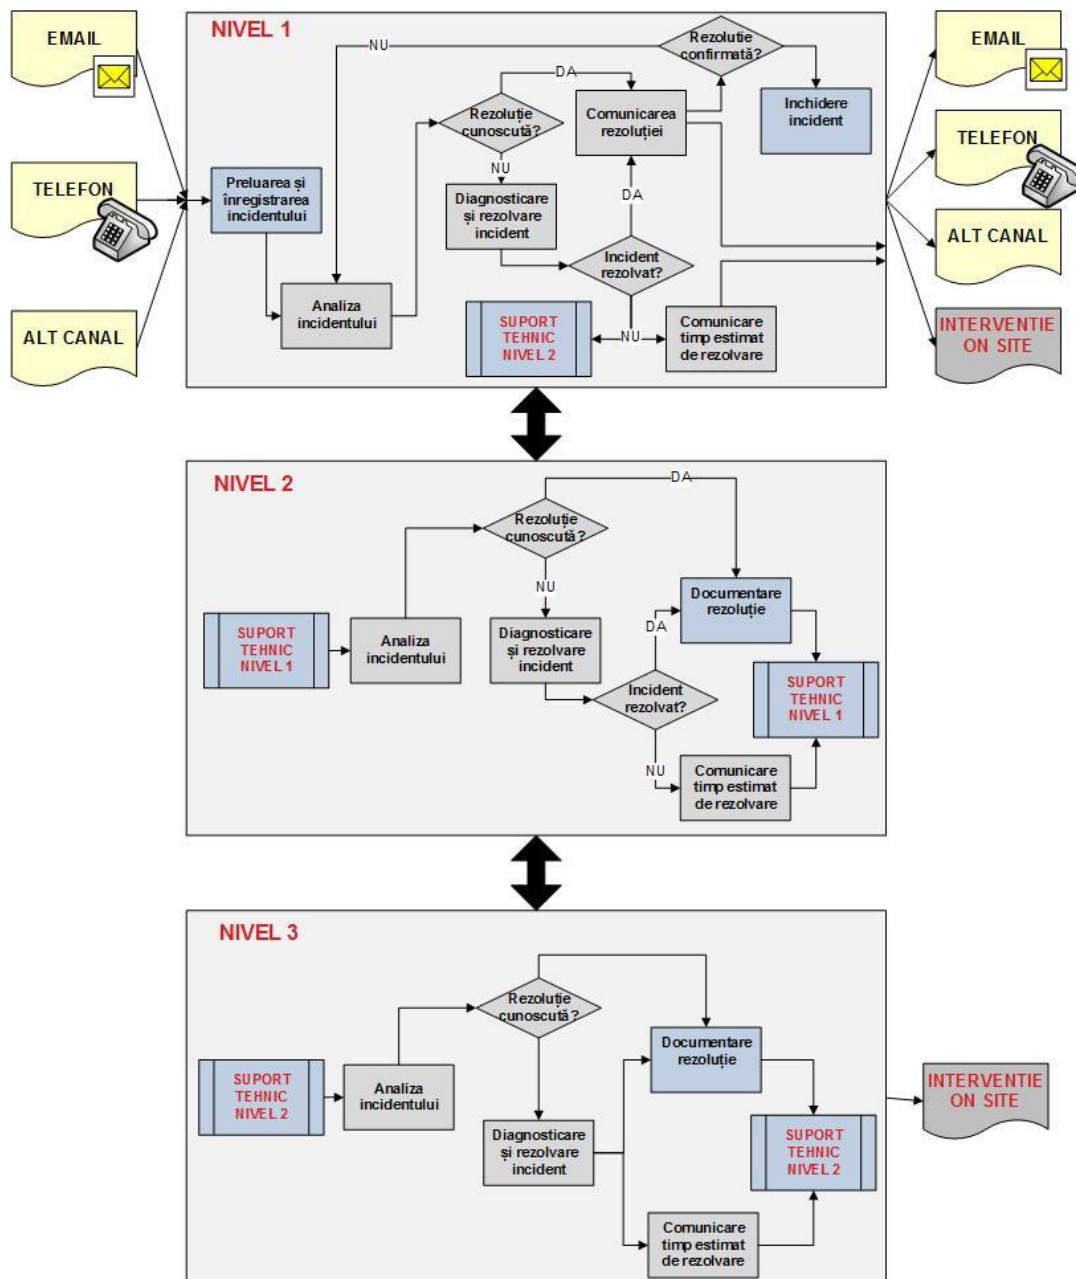 EMAIL
TELEFON
ALT CANAL
NIVEL 1
Preluarea și
înregistrarea
incidentului
Analiza
incidentului
NU
Rezoluție
cunoscută?
DA
NU
Diagnosticare
și rezolvare
incident
Rezolutie
confirmată?
Comunicarea
rezoluției
Inchidere
incident
DA
Incident
rezolvat?
SUPORT
TEHNIC
NIVEL 2
NU
Comunicare
timp estimat
de rezolvare
EMAIL
TELEFON
ALT CANAL
INTERVENTIE
ON SITE
NIVEL 2
SUPORT
TEHNIC
NIVEL 1
Analiza
incidentului
Rezoluție
cunoscută?
DA
NU
Diagnosticare
și rezolvare
incident
DA
Incident
rezolvat?
NU
Documentare
rezoluție
SUPORT
TEHNIC
NIVEL 1
Comunicare
timp estimat
de rezolvare
NIVEL 3
SUPORT
TEHNIC
NIVEL 2
Analiza
incidentului
Rezoluție
cunoscută?
Diagnosticare
și rezolvare
incident
Documentare
rezoluție
SUPORT
TEHNIC
NIVEL 2
Comunicare
timp estimat
de rezolvare
INTERVENTIE
ON SITE